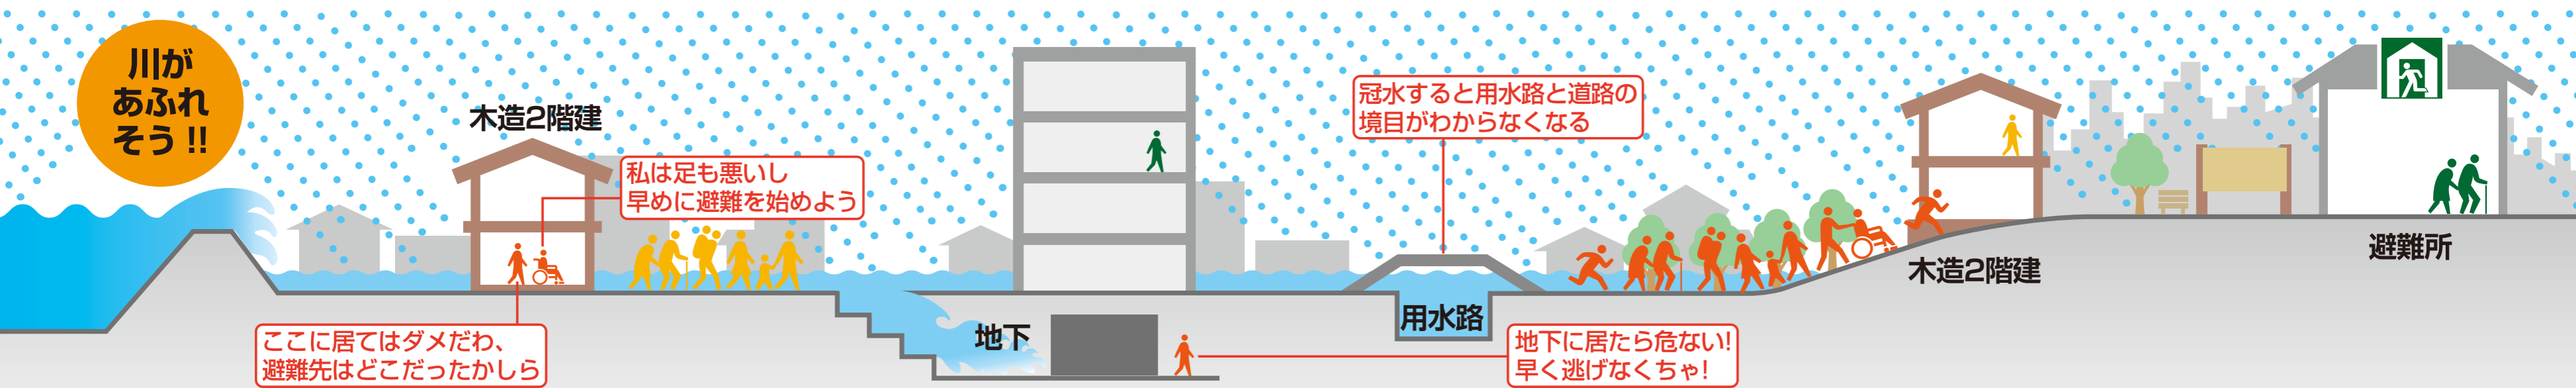 川が
あふれ
そう!!
木造2階建
私は足も悪いし
早めに避難を始めよう
ここに居てはダメだわ、
避難先はどこだったかしら
地下
冠水すると用水路と道路の
境目がわからなくなる
用水路
地下に居たら危ない!
早く逃げなくちゃ!
木造2階建
避難所